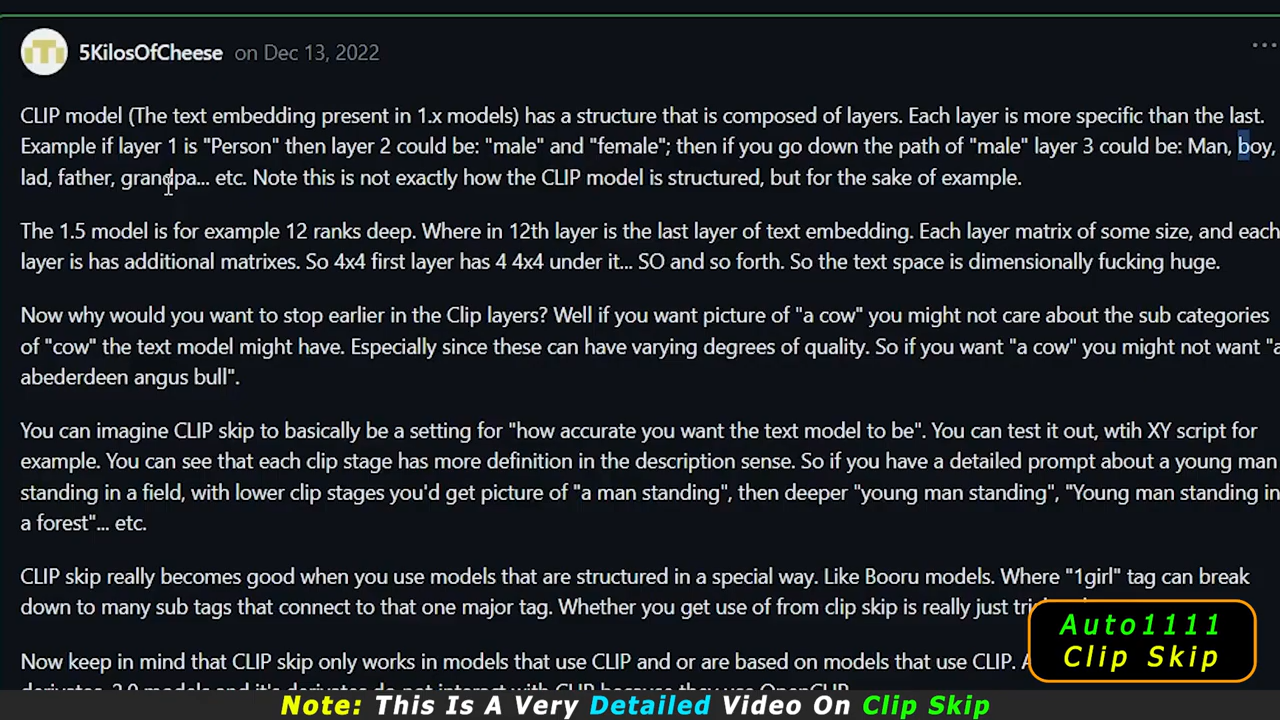 5KilosOfCheese on Dec 13, 2022
CLIP model (The text embedding present in 1.x models) has a structure that is composed of layers. Each layer is more specific than the last.
Example if layer 1 is "Person" then layer 2 could be: "male" and "female"; then if you go down the path of "male" layer 3 could be: Man, boy,
lad, father, grandpa... etc. Note this is not exactly how the CLIP model is structured, but for the sake of example.
The 1.5 model is for example 12 ranks deep. Where in 12th layer is the last layer of text embedding. Each layer matrix of some size, and each
layer is has additional matrixes. So 4x4 first layer has 4 4x4 under it... SO and so forth. So the text space is dimensionally fucking huge.
Now why would you want to stop earlier in the Clip layers? Well if you want picture of "a cow" you might not care about the sub categories
of "cow" the text model might have. Especially since these can have varying degrees of quality. So if you want "a cow" you might not want "a
abederdeen angus bull".
You can imagine CLIP skip to basically be a setting for "how accurate you want the text model to be". You can test it out, wtih XY script for
example. You can see that each clip stage has more definition in the description sense. So if you have a detailed prompt about a young man
standing in a field, with lower clip stages you'd get picture of "a man standing", then deeper "young man standing", "Young man standing in
a forest"... etc.
CLIP skip really becomes good when you use models that are structured in a special way. Like Booru models. Where "1girl" tag can break
down to many sub tags that connect to that one major tag. Whether you get use of from clip skip is really just
Now keep in mind that CLIP skip only works in models that use CLIP and or are based on models that use CLIP.
2.0 models and it's derivates do not interact with CLIP because they use OpenCLIP.
Auto1111
Clip Skip
Note: This Is A Very Detailed Video On Clip Skip